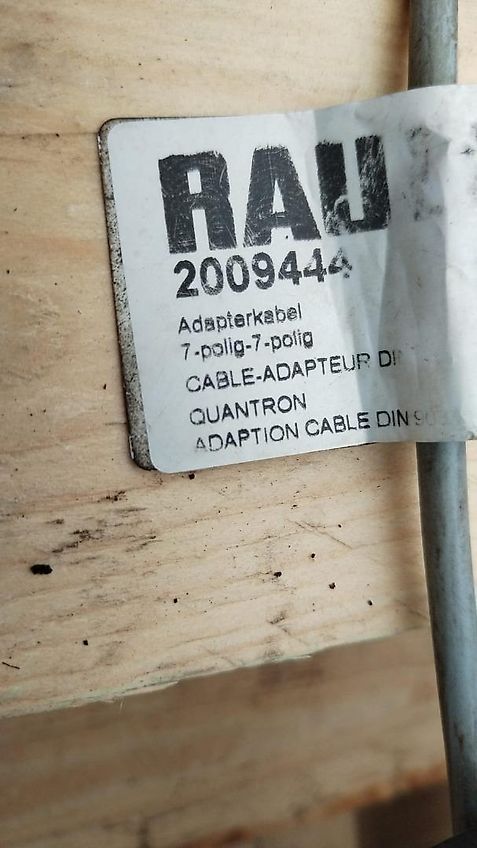 RAU
2009444
Adapterkabel
7-polig-7-polig
CABLE-ADAPTEUR
QUANTRON
ADAPTION CABLE DIN